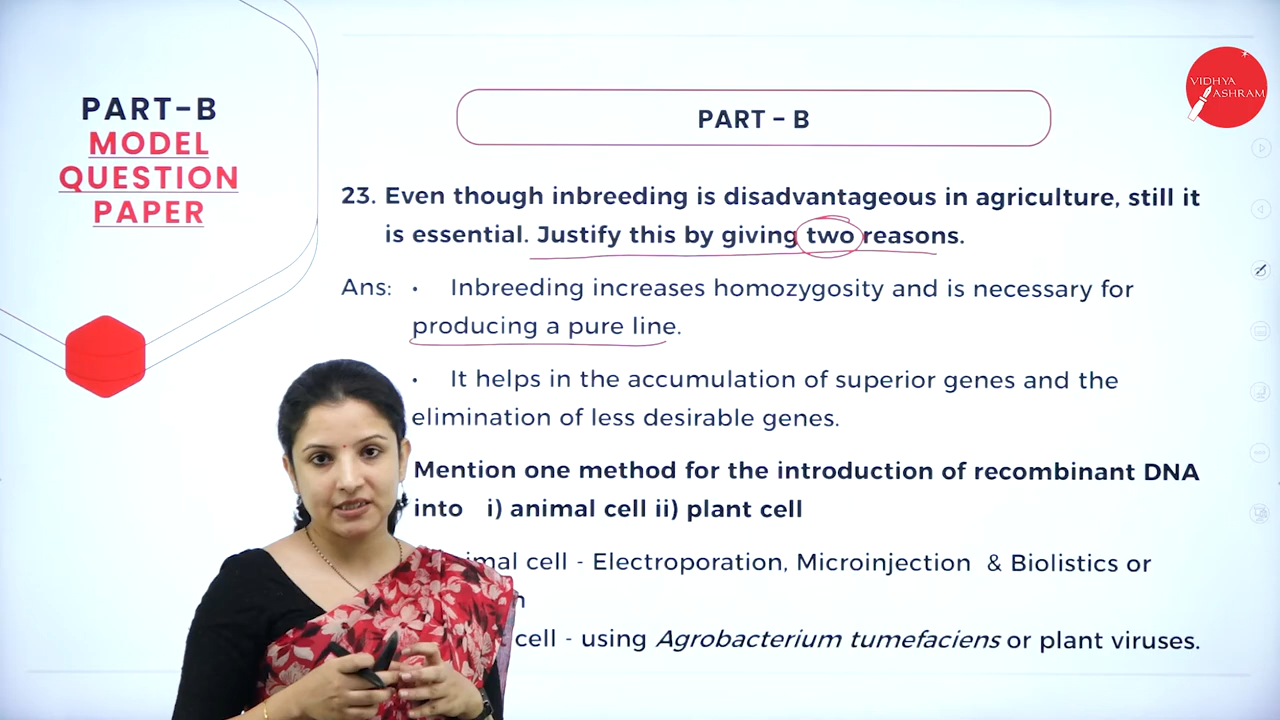 PART-B
MODEL
QUESTION
PAPER
VIDHYA
ASHRAM
PART - B
23. Even though inbreeding is disadvantageous in agriculture, still it
is essential. Justify this by giving two reasons.
Ans: • Inbreeding increases homozygosity and is necessary for
producing a pure line.
• It helps in the accumulation of superior genes and the
elimination of less desirable genes.
Mention one method for the introduction of recombinant DNA
into i) animal cell ii) plant cell
cell - Electroporation, Microinjection & Biolistics or
cell - using Agrobacterium tumefaciens or plant viruses.